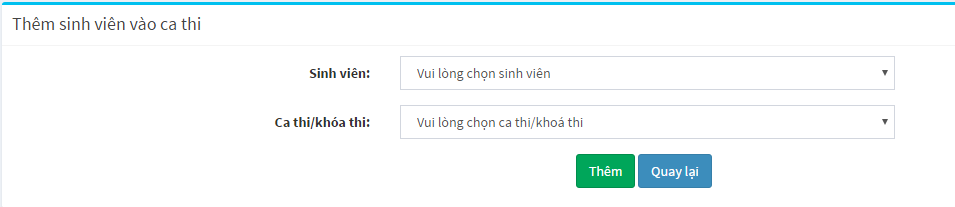 Thêm sinh viên vào ca thi
Sinh viên: Vui lòng chọn sinh viên
Ca thi/khóa thi: Vui lòng chọn ca thi/khoá thi
Thêm Quay lại